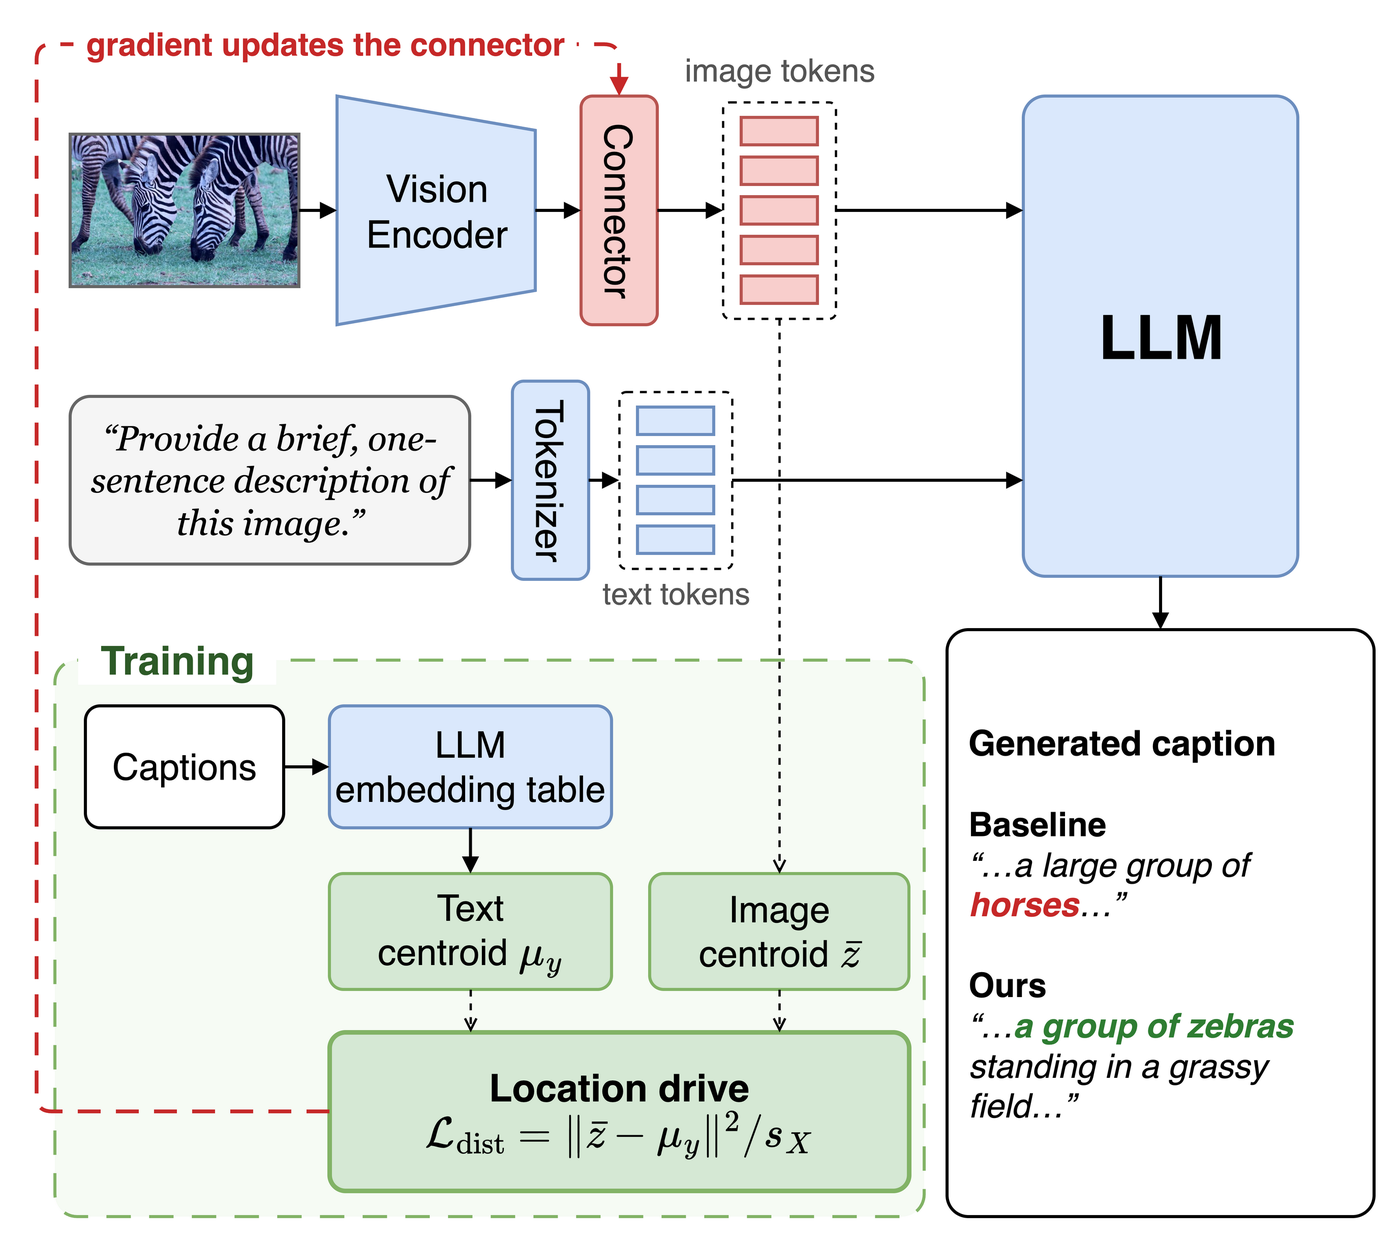 gradient updates the connector
image tokens
Vision
Encoder
Connector
LLM
“Provide a brief, one-
sentence description of
this image.”
Tokenizer
text tokens
Training
Captions
LLM
embedding table
Text
centroid μ_y
Image
centroid z̄
Location drive
ℒ_dist = ‖z̄ − μ_y‖²/s_X
Generated caption
Baseline
“…a large group of
horses…”
Ours
“…a group of zebras
standing in a grassy
field…”